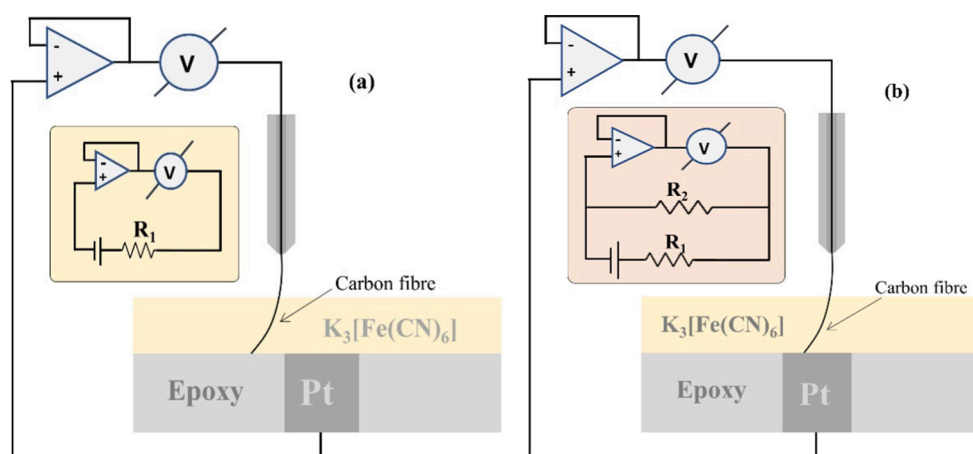 -
+
V
(a)
-
+
V
R1
Carbon fibre
K3[Fe(CN)6]
Epoxy
Pt
-
+
V
(b)
-
+
V
R2
R1
Carbon fibre
K3[Fe(CN)6]
Epoxy
Pt